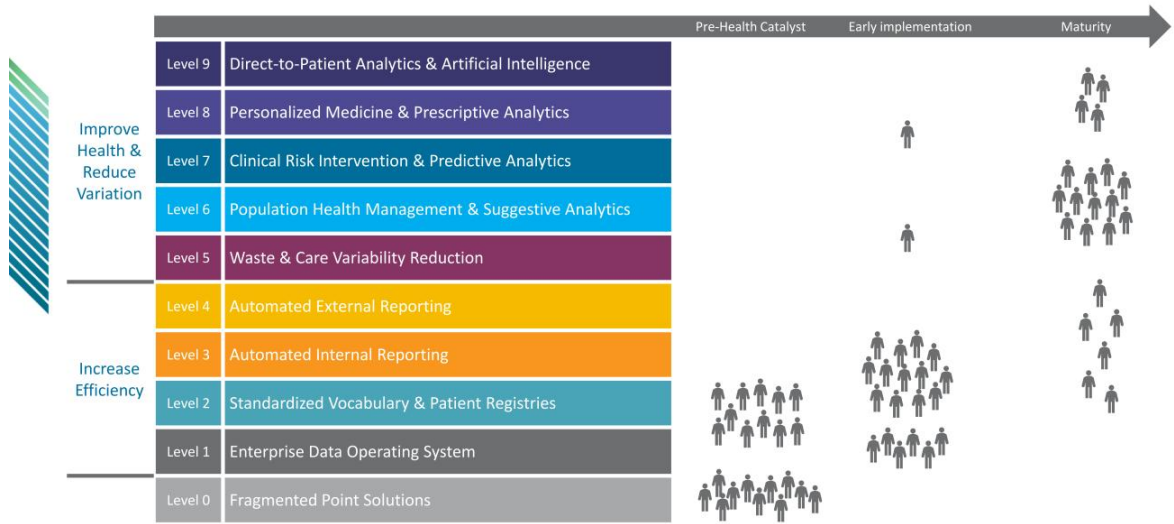 Pre-Health Catalyst Early implementation Maturity
Level 9 Direct-to-Patient Analytics & Artificial Intelligence
Level 8 Personalized Medicine & Prescriptive Analytics
Improve
Health &
Reduce
Variation
Level 7 Clinical Risk Intervention & Predictive Analytics
Level 6 Population Health Management & Suggestive Analytics
Level 5 Waste & Care Variability Reduction
Level 4 Automated External Reporting
Level 3 Automated Internal Reporting
Increase
Efficiency
Level 2 Standardized Vocabulary & Patient Registries
Level 1 Enterprise Data Operating System
Level 0 Fragmented Point Solutions